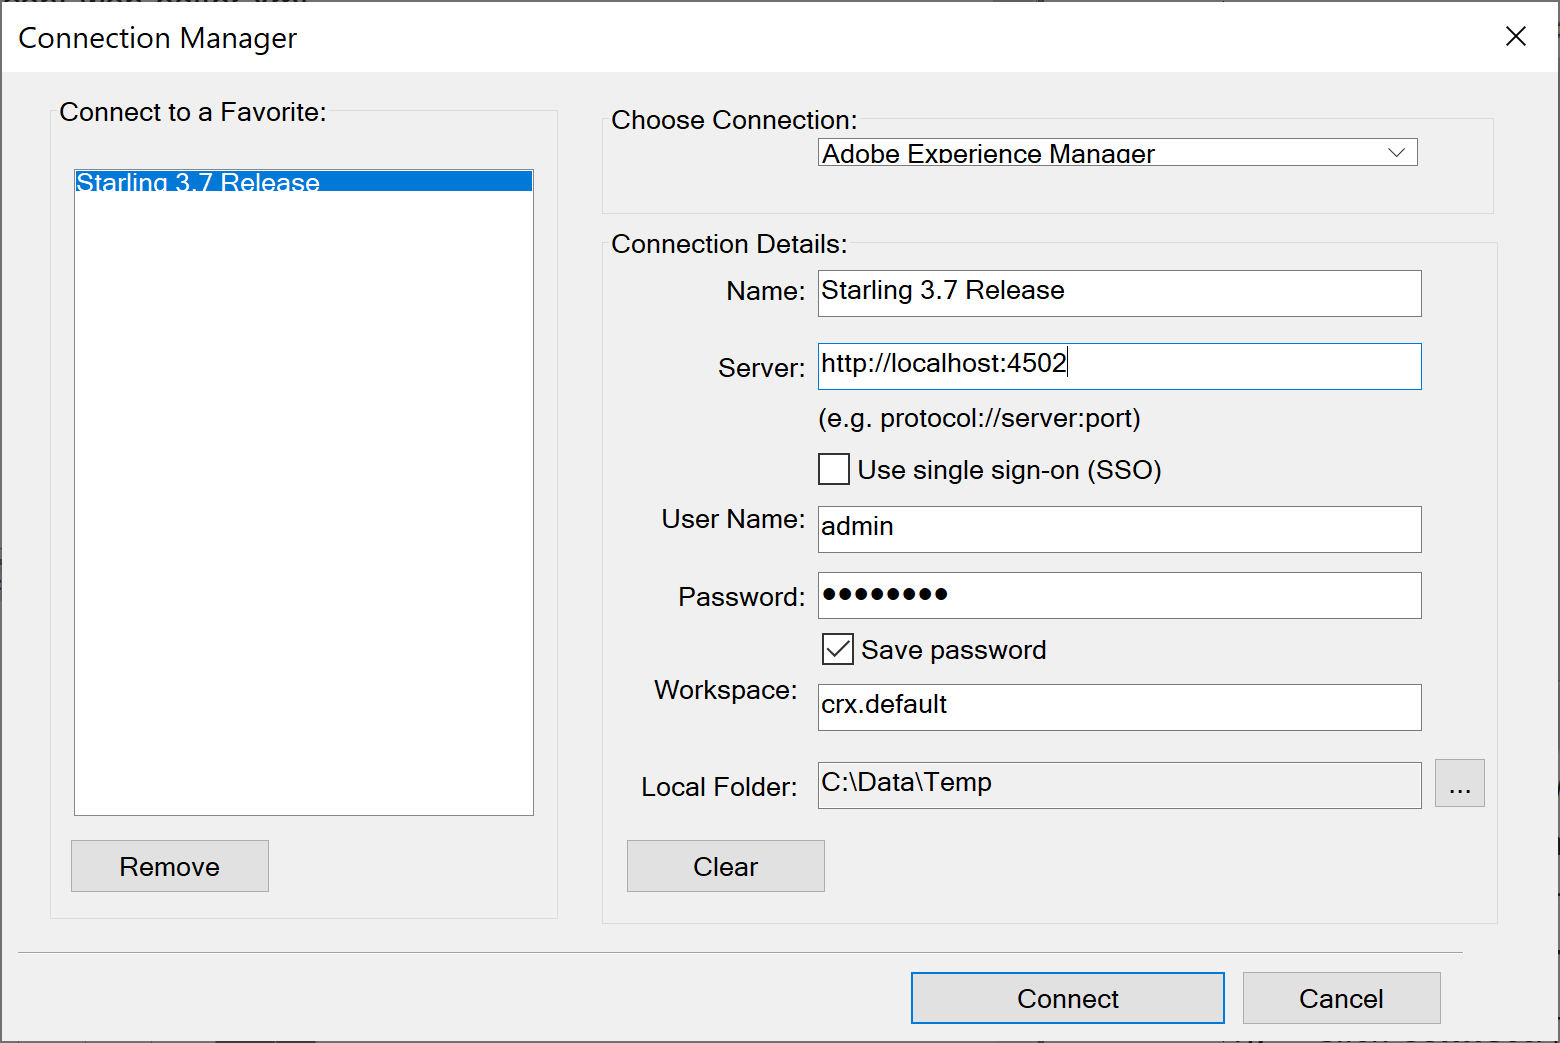 Connection Manager
Connect to a Favorite:
Starling 3.7 Release
Remove
Choose Connection:
Adobe Experience Manager
Connection Details:
Name: Starling 3.7 Release
Server: http://localhost:4502
(e.g. protocol://server:port)
Use single sign-on (SSO)
User Name: admin
Password: ●●●●●●●●
Save password
Workspace: crx.default
Local Folder: C:\Data\Temp ...
Clear
Connect Cancel